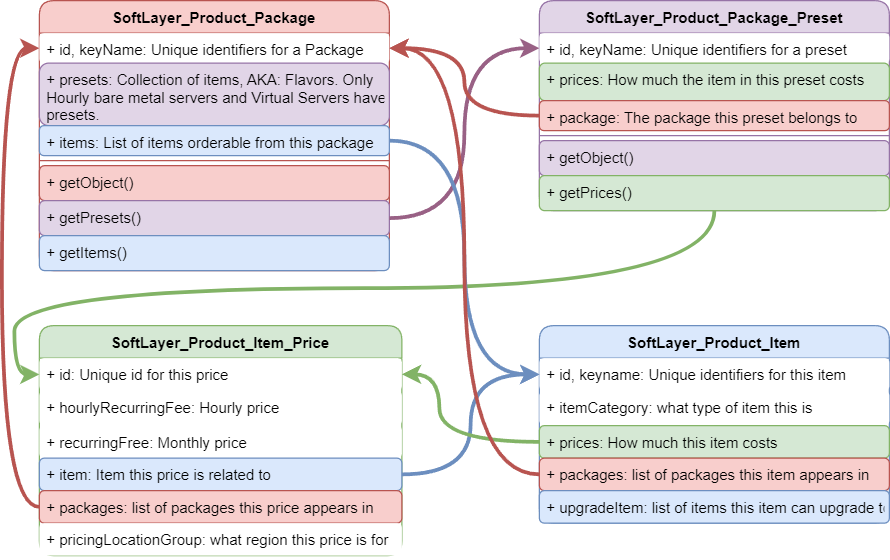 SoftLayer_Product_Package
+ id, keyName: Unique identifiers for a Package
+ presets: Collection of items, AKA: Flavors. Only
Hourly bare metal servers and Virtual Servers have
presets.
+ items: List of items orderable from this package
+ getObject()
+ getPresets()
+ getItems()
SoftLayer_Product_Package_Preset
+ id, keyName: Unique identifiers for a preset
+ prices: How much the item in this preset costs
+ package: The package this preset belongs to
+ getObject()
+ getPrices()
SoftLayer_Product_Item_Price
+ id: Unique id for this price
+ hourlyRecurringFee: Hourly price
+ recurringFree: Monthly price
+ item: Item this price is related to
+ packages: list of packages this price appears in
+ pricingLocationGroup: what region this price is for
SoftLayer_Product_Item
+ id, keyname: Unique identifiers for this item
+ itemCategory: what type of item this is
+ prices: How much this item costs
+ packages: list of packages this item appears in
+ upgradeItem: list of items this item can upgrade t